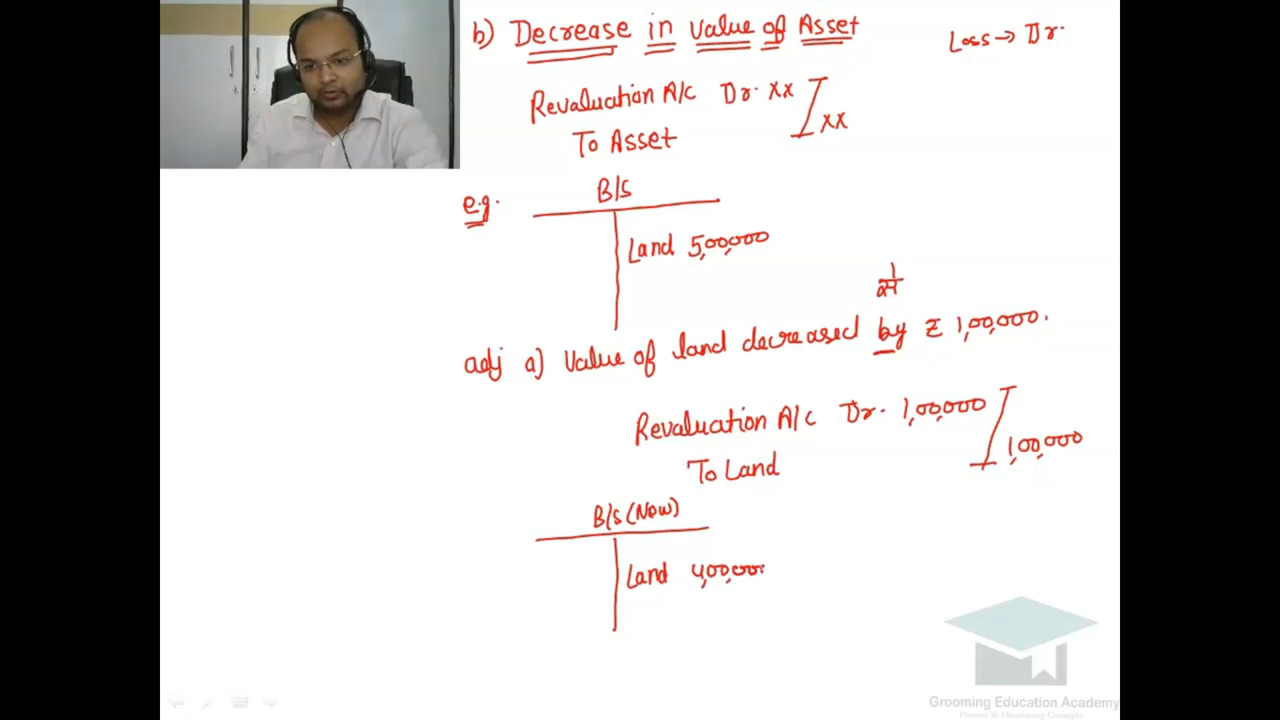 b) Decrease in value of Asset
Loss → Dr.
Revaluation A/c Dr. xx
To Asset xx
e.g. B/S
Land 5,00,000
से
adj a) Value of land decreased by ₹ 1,00,000.
Revaluation A/c Dr. 1,00,000
To Land 1,00,000
B/S (New)
Land 4,00,000
Grooming Education Academy